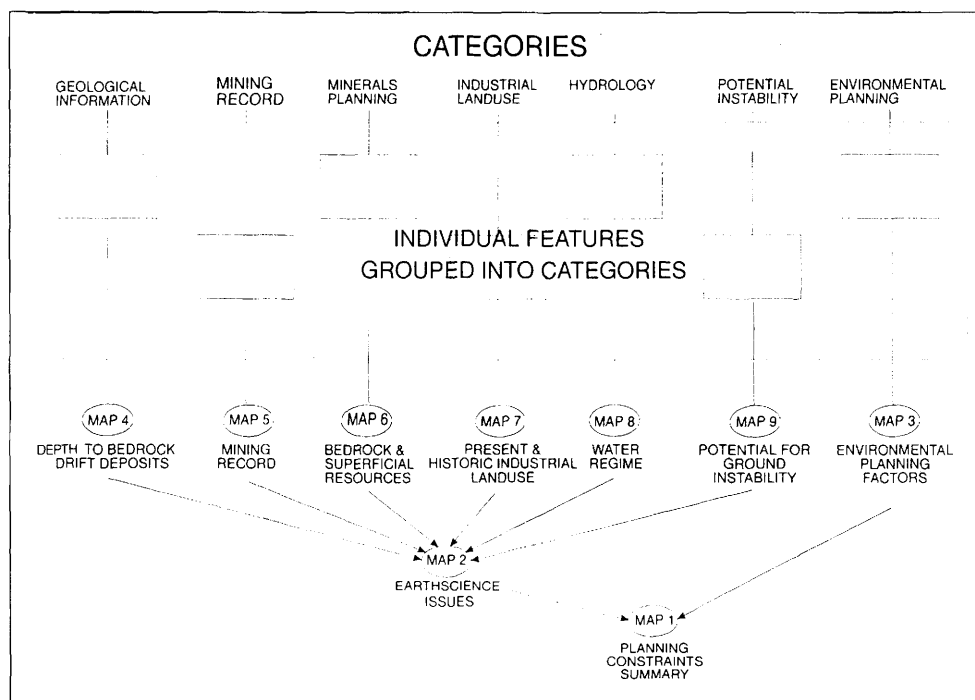 CATEGORIES
GEOLOGICAL INFORMATION
MINING RECORD
MINERALS PLANNING
INDUSTRIAL LANDUSE
HYDROLOGY
POTENTIAL INSTABILITY
ENVIRONMENTAL PLANNING
INDIVIDUAL FEATURES
GROUPED INTO CATEGORIES
MAP 4
MAP 5
MAP 6
MAP 7
MAP 8
MAP 9
MAP 3
DEPTH TO BEDROCK
DRIFT DEPOSITS
MINING
RECORD
BEDROCK &
SUPERFICIAL
RESOURCES
PRESENT &
HISTORIC INDUSTRIAL
LANDUSE
WATER
REGIME
POTENTIAL FOR
GROUND
INSTABILITY
ENVIRONMENTAL
PLANNING
FACTORS
MAP 2
EARTHSCIENCE
ISSUES
MAP 1
PLANNING
CONSTRAINTS
SUMMARY